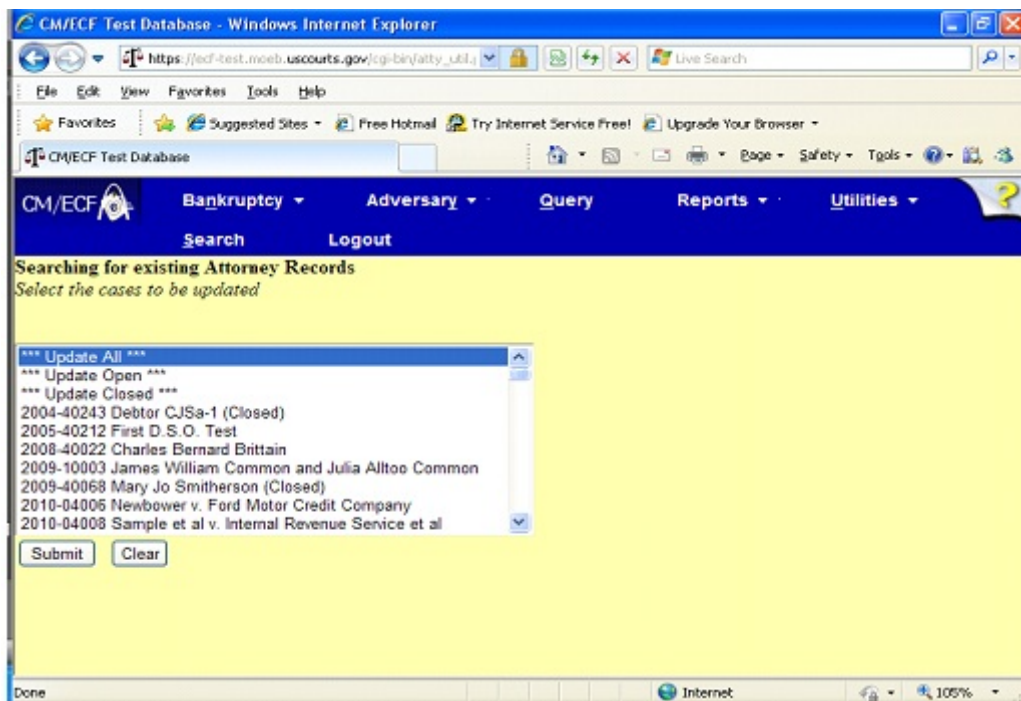 CM/ECF Test Database - Windows Internet Explorer
https://ecf-test.moeb.uscourts.gov/cgi-bin/atty_util. Live Search
File Edit View Favorites Tools Help
Favorites Suggested Sites Free Hotmail Try Internet Service Free! Upgrade Your Browser
CM/ECF Test Database Page Safety Tools
CM/ECF Bankruptcy Adversary Query Reports Utilities ?
Search Logout
Searching for existing Attorney Records
Select the cases to be updated
*** Update All ***
*** Update Open ***
*** Update Closed ***
2004-40243 Debtor CJSa-1 (Closed)
2005-40212 First D.S.O. Test
2008-40022 Charles Bernard Brittain
2009-10003 James William Common and Julia Alltoo Common
2009-40068 Mary Jo Smitherson (Closed)
2010-04006 Newbower v. Ford Motor Credit Company
2010-04008 Sample et al v. Internal Revenue Service et al
Submit Clear
Done Internet 105%